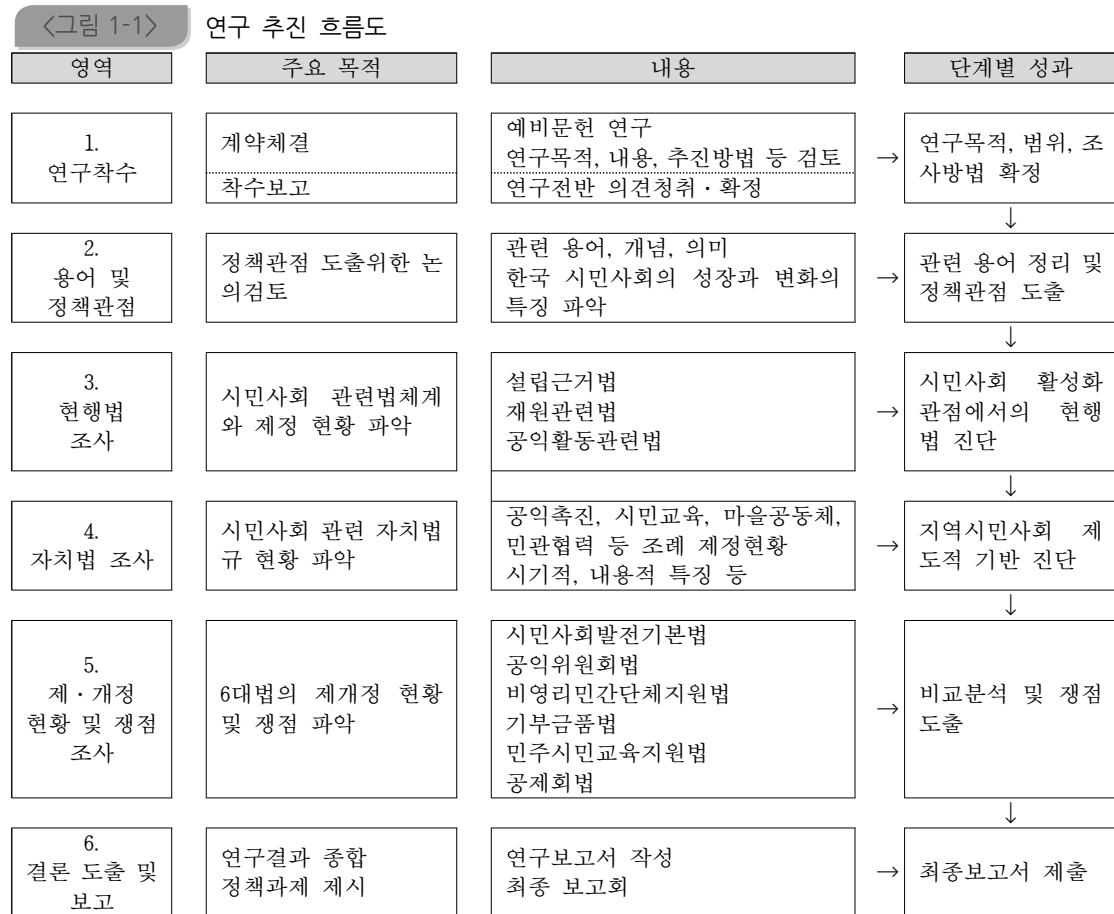 <그림 1-1> 연구 추진 흐름도
영역 주요 목적 내용 단계별 성과
1.
연구착수
계약체결
착수보고
예비문헌 연구
연구목적, 내용, 추진방법 등 검토
연구전반 의견청취・확정
→
연구목적, 범위, 조
사방법 확정
↓
2.
용어 및
정책관점
정책관점 도출위한 논
의검토
관련 용어, 개념, 의미
한국 시민사회의 성장과 변화의
특징 파악
→
관련 용어 정리 및
정책관점 도출
↓
3.
현행법
조사
시민사회 관련법체계
와 제정 현황 파악
설립근거법
재원관련법
공익활동관련법
→
시민사회 활성화
관점에서의 현행
법 진단
↓
4.
자치법 조사
시민사회 관련 자치법
규 현황 파악
공익촉진, 시민교육, 마을공동체,
민관협력 등 조례 제정현황
시기적, 내용적 특징 등
→
지역시민사회 제
도적 기반 진단
↓
5.
제・개정
현황 및 쟁점
조사
6대법의 제개정 현황
및 쟁점 파악
시민사회발전기본법
공익위원회법
비영리민간단체지원법
기부금품법
민주시민교육지원법
공제회법
→
비교분석 및 쟁점
도출
↓
6.
결론 도출 및
보고
연구결과 종합
정책과제 제시
연구보고서 작성
최종 보고회
→
최종보고서 제출